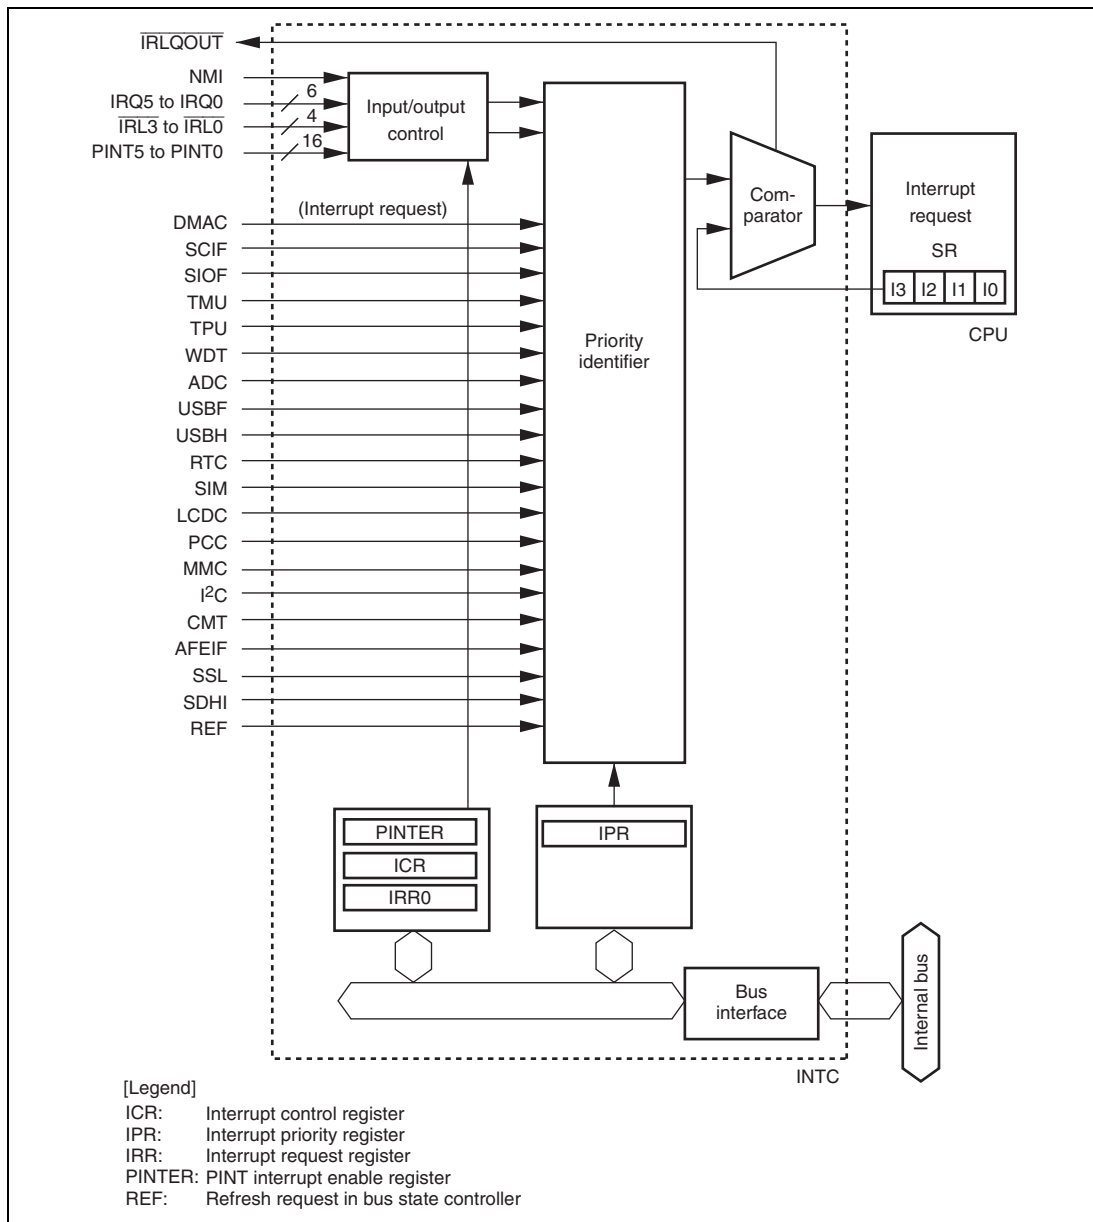 IRLQOUT
NMI
IRQ5 to IRQ0
6
IRL3 to IRL0
4
PINT5 to PINT0
16
Input/output
control
(Interrupt request)
DMAC
SCIF
SIOF
TMU
TPU
WDT
ADC
USBF
USBH
RTC
SIM
LCDC
PCC
MMC
I²C
CMT
AFEIF
SSL
SDHI
REF
Priority
identifier
Com-
parator
Interrupt
request
SR
I3 I2 I1 I0
CPU
PINTER
ICR
IRR0
IPR
Bus
interface
Internal bus
INTC
[Legend]
ICR: Interrupt control register
IPR: Interrupt priority register
IRR: Interrupt request register
PINTER: PINT interrupt enable register
REF: Refresh request in bus state controller